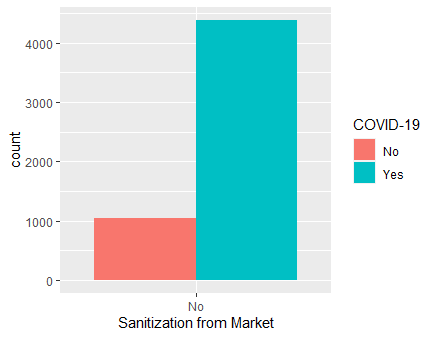 4000
3000
2000
1000
0
count
No
Sanitization from Market
COVID-19
No
Yes